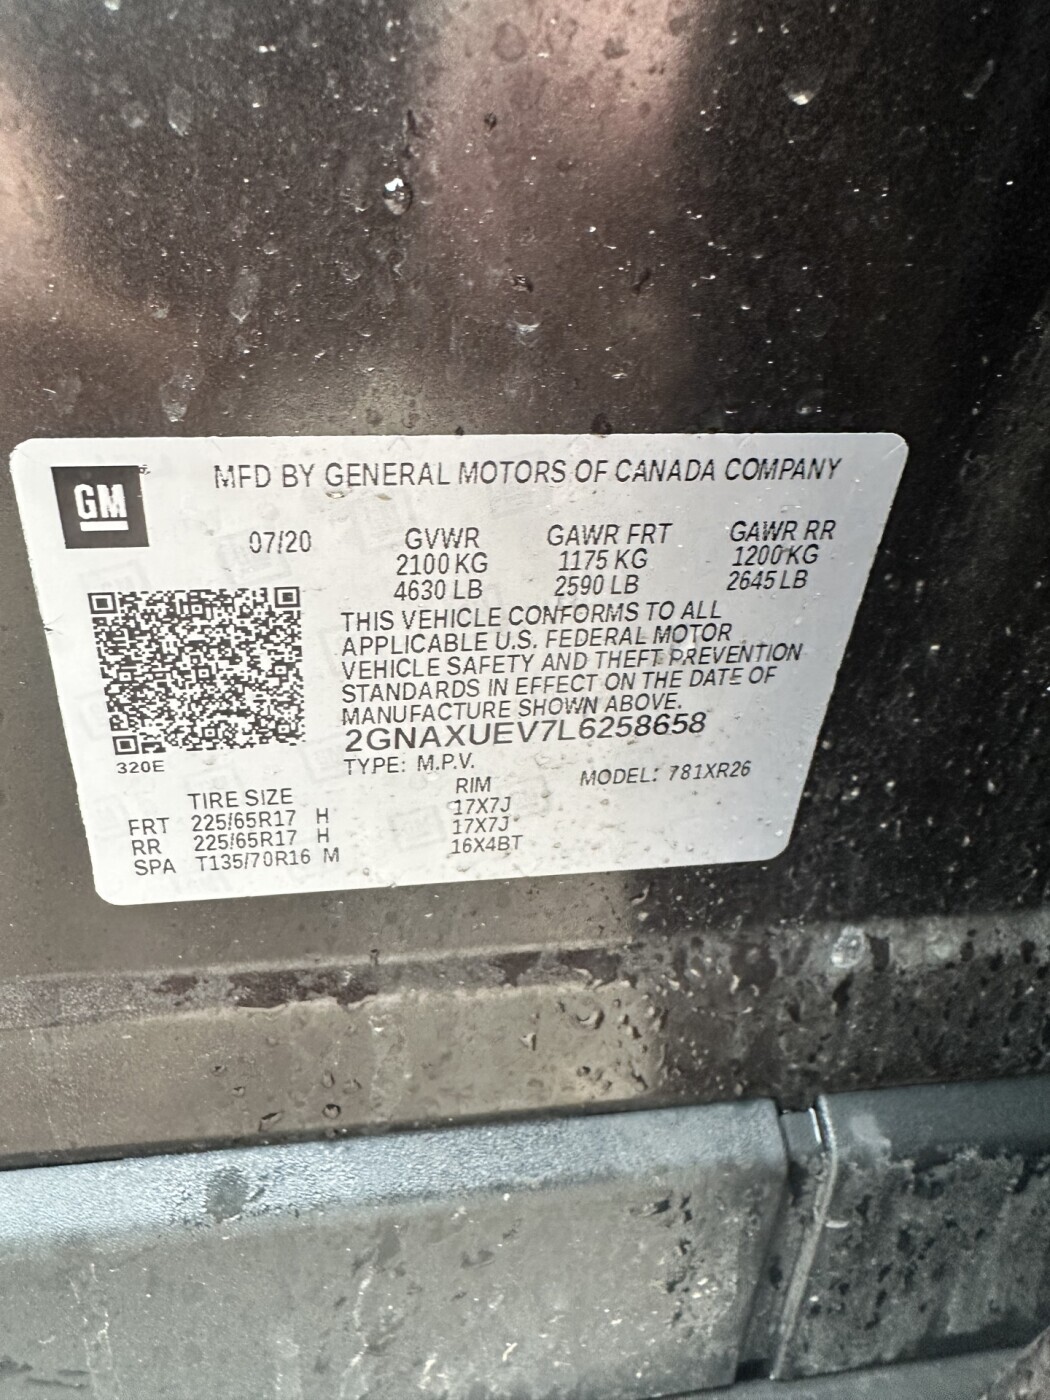 GM
MFD BY GENERAL MOTORS OF CANADA COMPANY
07/20 GVWR GAWR FRT GAWR RR
2100 KG 1175 KG 1200 KG
4630 LB 2590 LB 2645 LB
THIS VEHICLE CONFORMS TO ALL
APPLICABLE U.S. FEDERAL MOTOR
VEHICLE SAFETY AND THEFT PREVENTION
STANDARDS IN EFFECT ON THE DATE OF
MANUFACTURE SHOWN ABOVE.
2GNAXUEV7L6258658
320E
TYPE: M.P.V. MODEL: 781XR26
TIRE SIZE RIM
FRT 225/65R17 H 17X7J
RR 225/65R17 H 17X7J
SPA T135/70R16 M 16X4BT